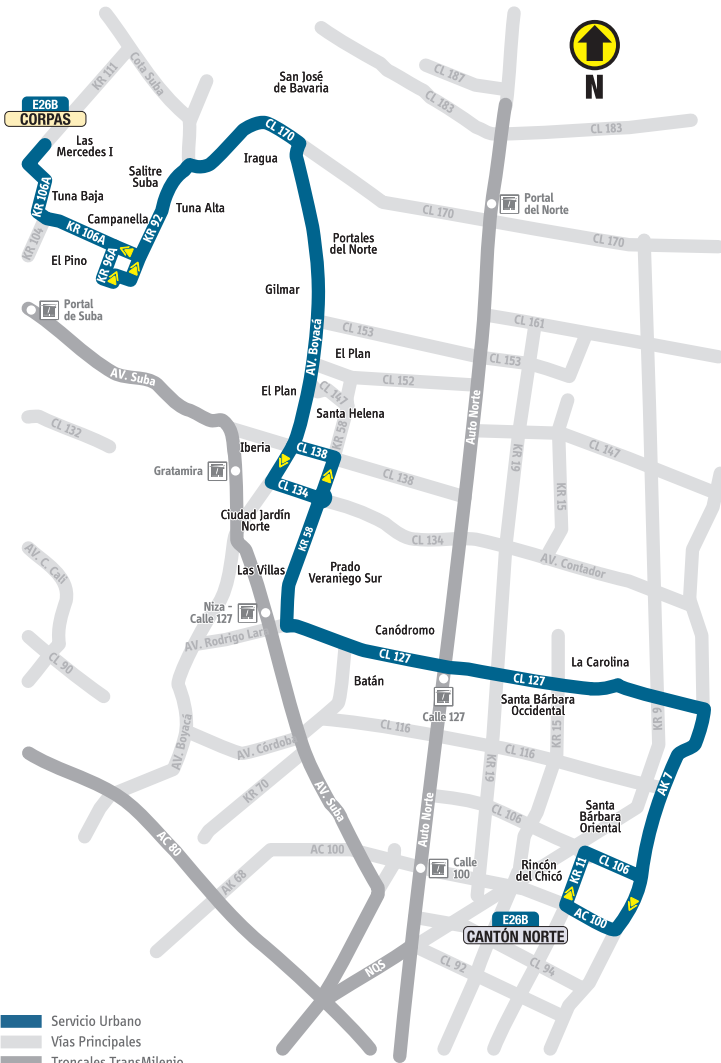 KR 111
Cota Suba
San José
de Bavaria
CL 187
CL 183
CL 183
N
E26B
CORPAS
Las
Mercedes I
CL 170
Iragua
Salitre
Suba
Tuna Baja
KR 106A
Tuna Alta
Campanella
KR 92
KR 106A
KR 104
El Pino
KR 96A
CL 170
Portal
del Norte
CL 170
Portales
del Norte
Gilmar
Portal
de Suba
AV. Suba
CL 153
CL 161
AV. Boyacá
El Plan
CL 153
CL 152
El Plan
CL 147
Santa Helena
KR 58
Auto Norte
CL 132
Iberia
CL 138
CL 147
KR 19
Gratamira
CL 138
CL 134
KR 15
Ciudad Jardín
Norte
KR 58
CL 134
AV. Contador
AV. C. Cali
Las Villas
Prado
Veraniego Sur
Niza -
Calle 127
AV. Rodrigo Lara
Canódromo
CL 90
CL 127
La Carolina
Batán
CL 127
Santa Bárbara
Occidental
Calle 127
AV. Boyacá
CL 116
CL 116
KR 15
KR 9
AV. Córdoba
KR 19
KR 70
AK 7
AV. Suba
CL 106
Santa
Bárbara
Oriental
Auto Norte
AC 80
AC 100
AK 68
Calle
100
Rincón
del Chicó
KR 11
CL 106
AC 100
E26B
CANTÓN NORTE
NQS
CL 92
CL 94
Servicio Urbano
Vías Principales
Troncales TransMilenio